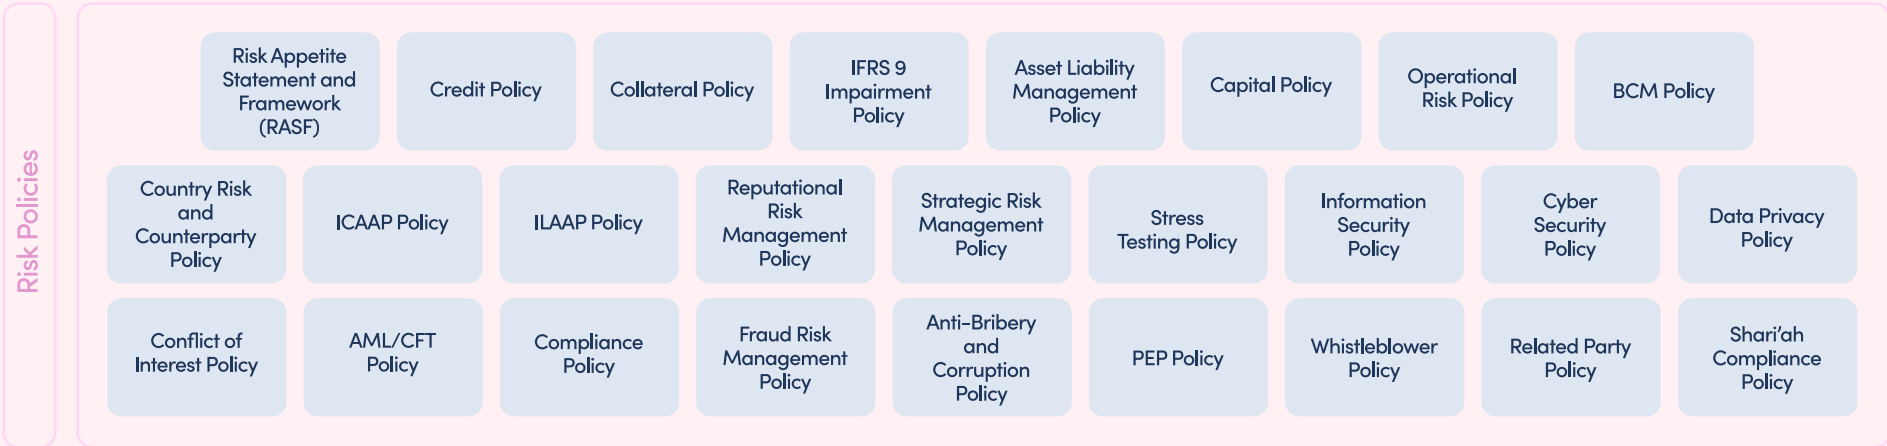 Risk Policies
Risk Appetite
Statement and
Framework
(RASF)
Credit Policy
Collateral Policy
IFRS 9
Impairment
Policy
Asset Liability
Management
Policy
Capital Policy
Operational
Risk Policy
BCM Policy
Country Risk
and
Counterparty
Policy
ICAAP Policy
ILAAP Policy
Reputational
Risk
Management
Policy
Strategic Risk
Management
Policy
Stress
Testing Policy
Information
Security
Policy
Cyber
Security
Policy
Data Privacy
Policy
Conflict of
Interest Policy
AML/CFT
Policy
Compliance
Policy
Fraud Risk
Management
Policy
Anti-Bribery
and
Corruption
Policy
PEP Policy
Whistleblower
Policy
Related Party
Policy
Shari’ah
Compliance
Policy